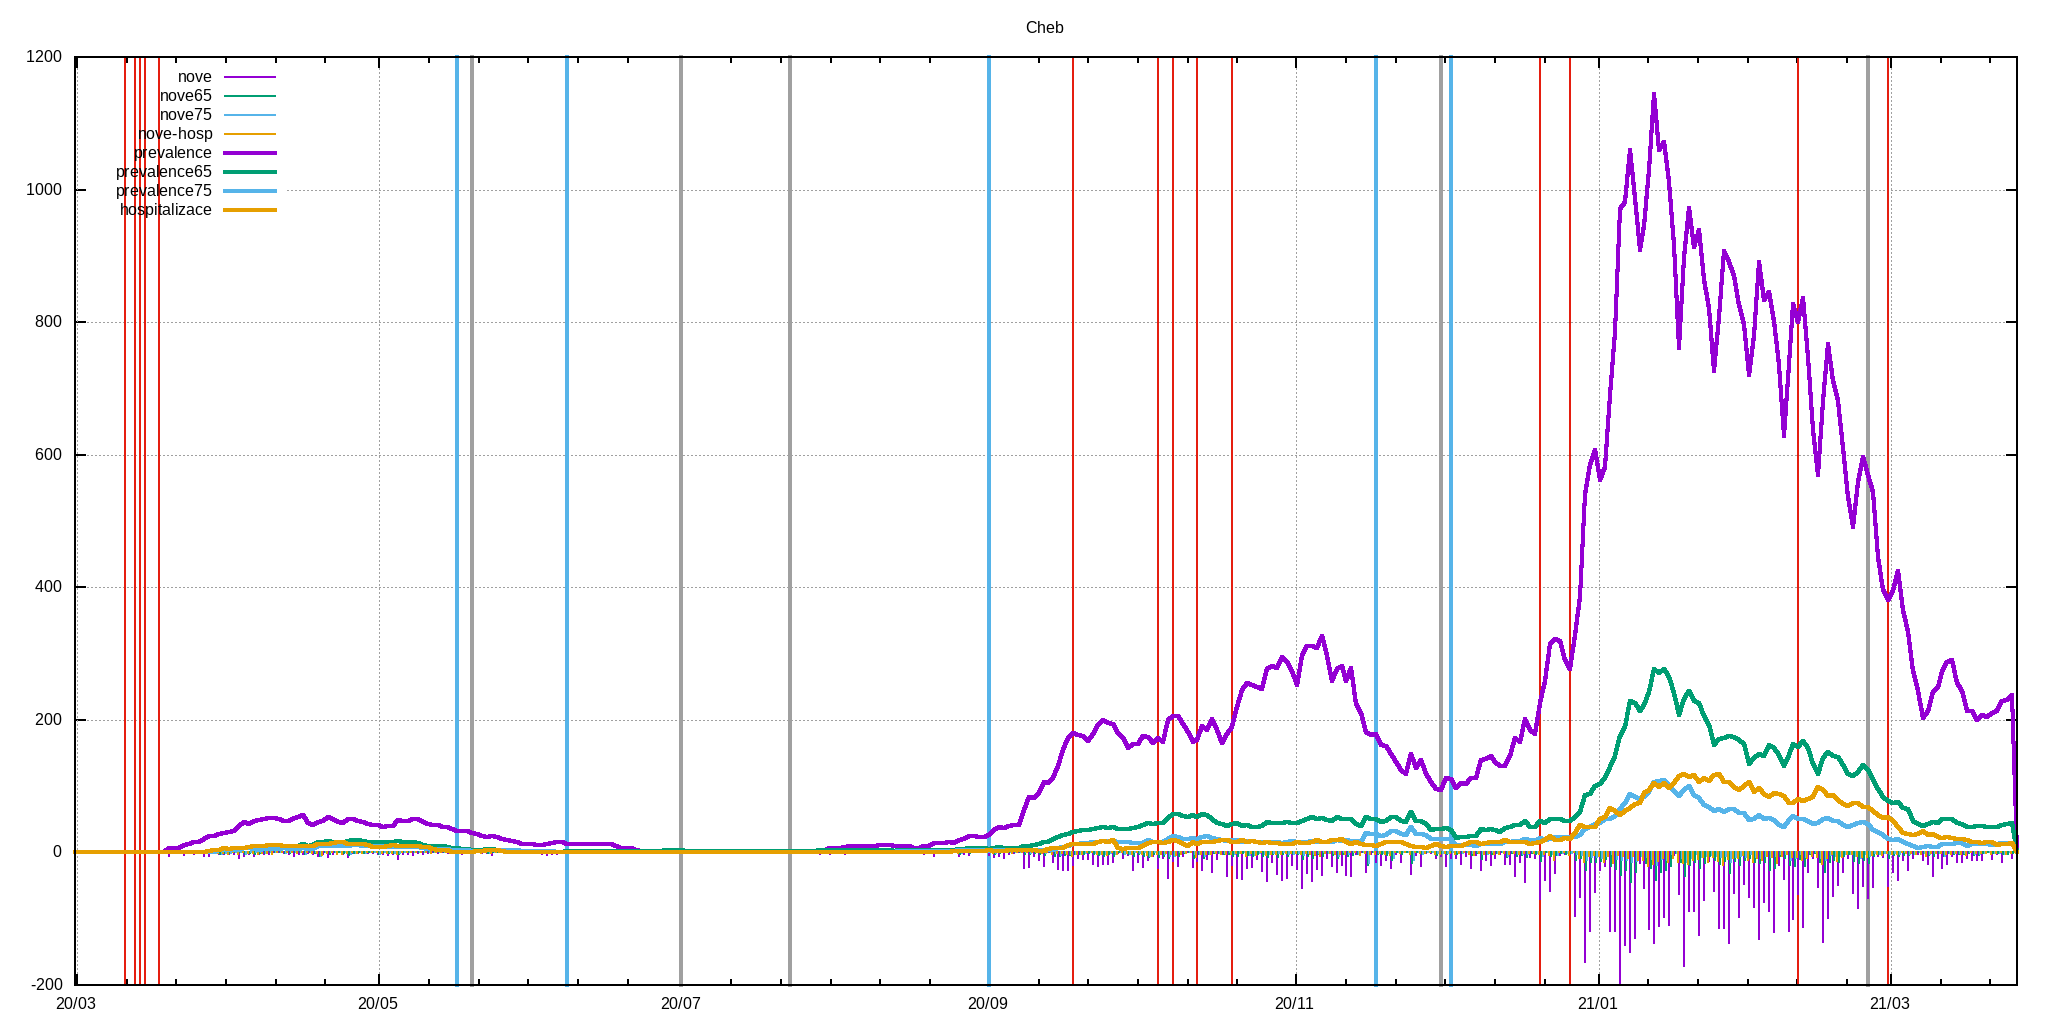 Cheb
1200
1000
800
600
400
200
0
-200
nove
nove65
nove75
nove-hosp
prevalence
prevalence65
prevalence75
hospitalizace
20/03 20/05 20/07 20/09 20/11 21/01 21/03